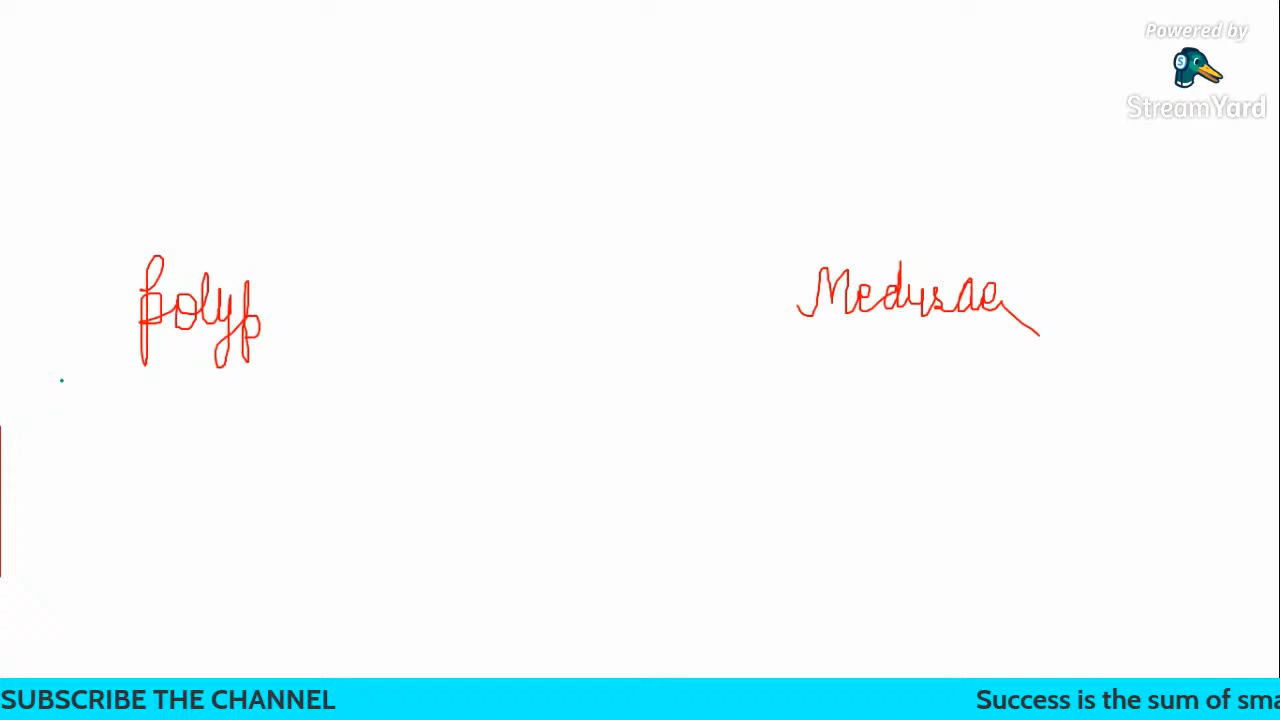 Powered by
StreamYard
polyp
Medusae
SUBSCRIBE THE CHANNEL
Success is the sum of sma